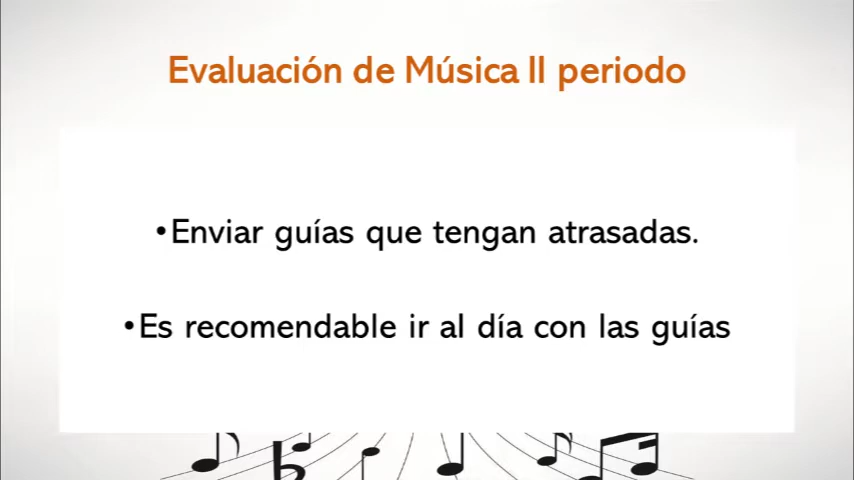 Evaluación de Música II periodo
•Enviar guías que tengan atrasadas.
•Es recomendable ir al día con las guías